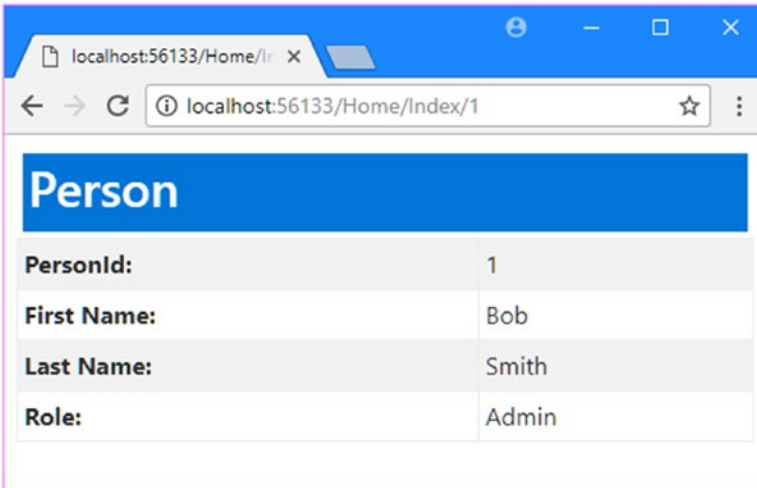 localhost:56133/Home/In
localhost:56133/Home/Index/1
Person
PersonId: 1
First Name: Bob
Last Name: Smith
Role: Admin